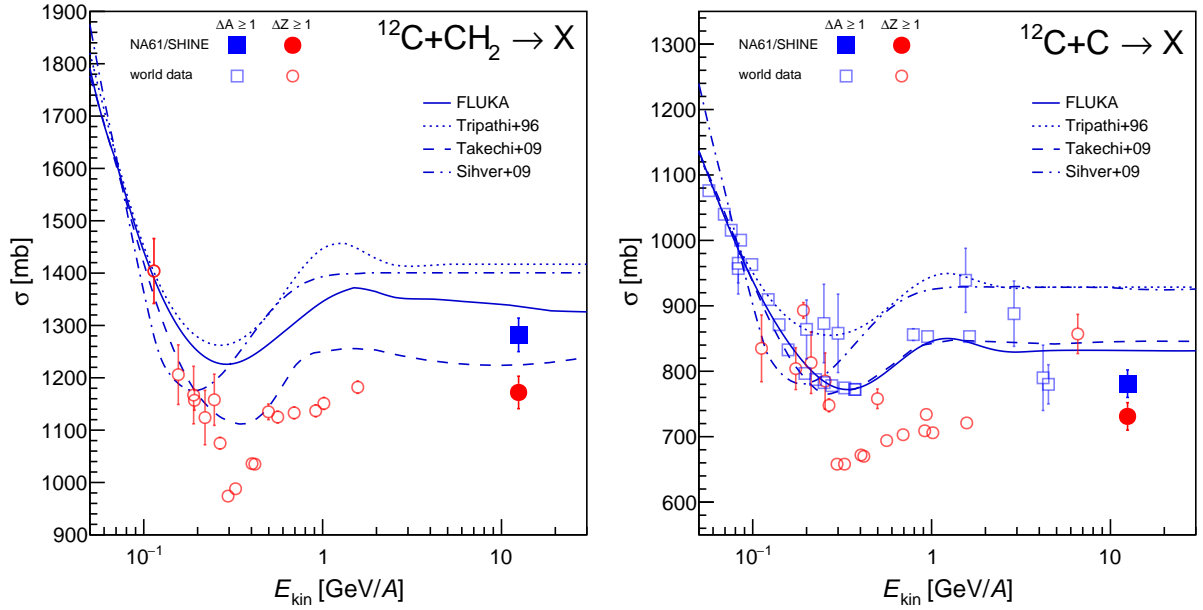 ΔA ≥ 1 ΔZ ≥ 1
NA61/SHINE
world data
¹²C+CH₂ → X
FLUKA
Tripathi+96
Takechi+09
Sihver+09
σ [mb]
1900
1800
1700
1600
1500
1400
1300
1200
1100
1000
900
10⁻¹ 1 10
E_kin [GeV/A]
ΔA ≥ 1 ΔZ ≥ 1
NA61/SHINE
world data
¹²C+C → X
FLUKA
Tripathi+96
Takechi+09
Sihver+09
σ [mb]
1300
1200
1100
1000
900
800
700
600
10⁻¹ 1 10
E_kin [GeV/A]